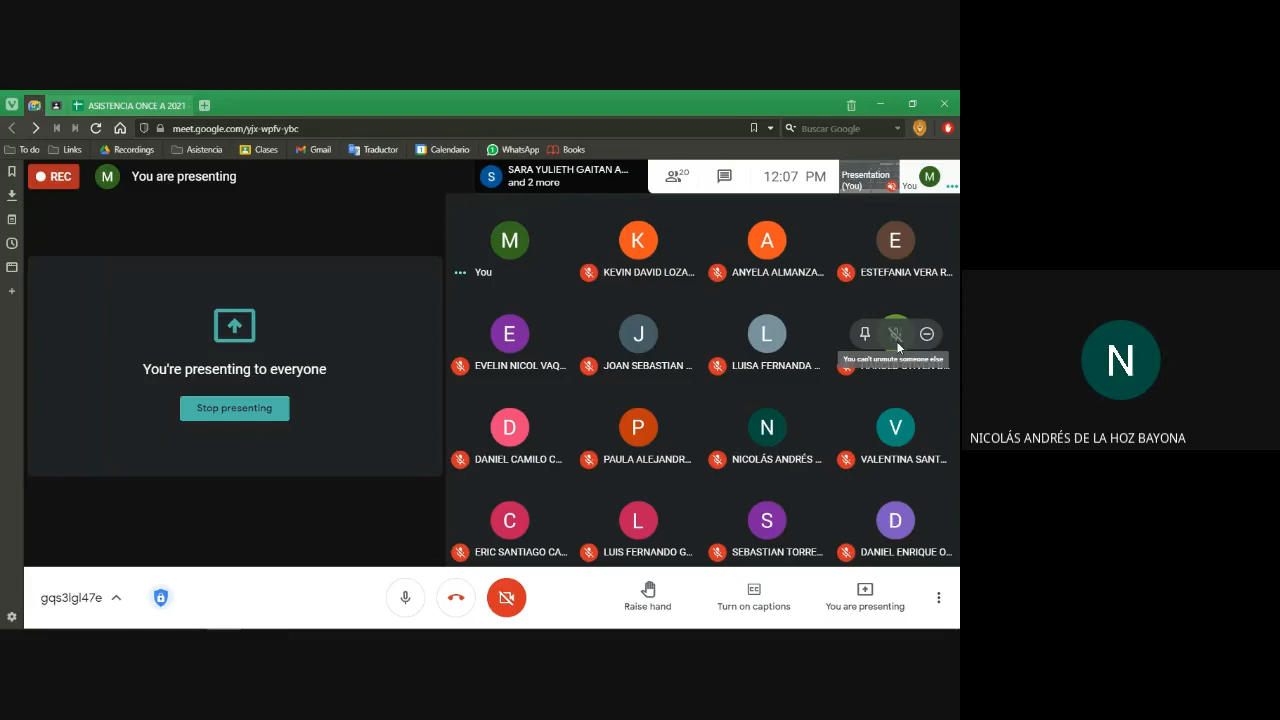 ASISTENCIA ONCE A 2021
meet.google.com/yjx-wpfv-ybc
Buscar Google
To do
Links
Recordings
Asistencia
Clases
Gmail
Traductor
Calendario
WhatsApp
Books
REC
M
You are presenting
S
SARA YULIETH GAITAN A...
and 2 more
20
12:07 PM
Presentation
(You)
You
M
M
K
A
E
You
KEVIN DAVID LOZA...
ANYELA ALMANZA...
ESTEFANIA VERA R...
You're presenting to everyone
Stop presenting
E
J
L
You can't unmute someone else
EVELIN NICOL VAQ...
JOAN SEBASTIAN ...
LUISA FERNANDA ...
D
P
N
V
DANIEL CAMILO C...
PAULA ALEJANDR...
NICOLÁS ANDRÉS ...
VALENTINA SANT...
C
L
S
D
ERIC SANTIAGO CA...
LUIS FERNANDO G...
SEBASTIAN TORRE...
DANIEL ENRIQUE O...
gqs3lgl47e
Raise hand
Turn on captions
You are presenting
N
NICOLÁS ANDRÉS DE LA HOZ BAYONA